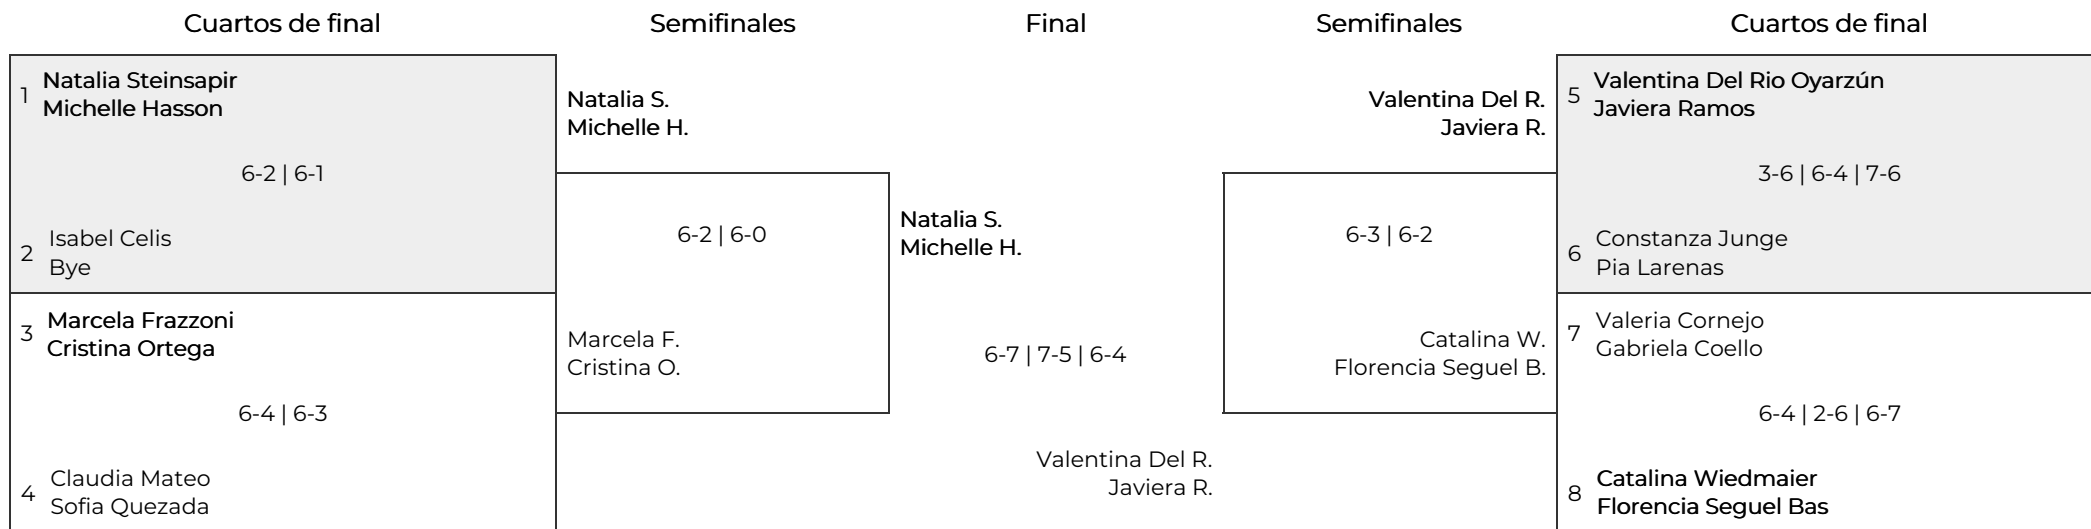 Cuartos de final
Semifinales
Final
Semifinales
Cuartos de final
1
Natalia Steinsapir
Michelle Hasson
6-2 | 6-1
2
Isabel Celis
Bye
3
Marcela Frazzoni
Cristina Ortega
6-4 | 6-3
4
Claudia Mateo
Sofia Quezada
Natalia S.
Michelle H.
6-2 | 6-0
Marcela F.
Cristina O.
Natalia S.
Michelle H.
6-7 | 7-5 | 6-4
Valentina Del R.
Javiera R.
Valentina Del R.
Javiera R.
6-3 | 6-2
Catalina W.
Florencia Seguel B.
5
Valentina Del Rio Oyarzún
Javiera Ramos
3-6 | 6-4 | 7-6
6
Constanza Junge
Pia Larenas
7
Valeria Cornejo
Gabriela Coello
6-4 | 2-6 | 6-7
8
Catalina Wiedmaier
Florencia Seguel Bas